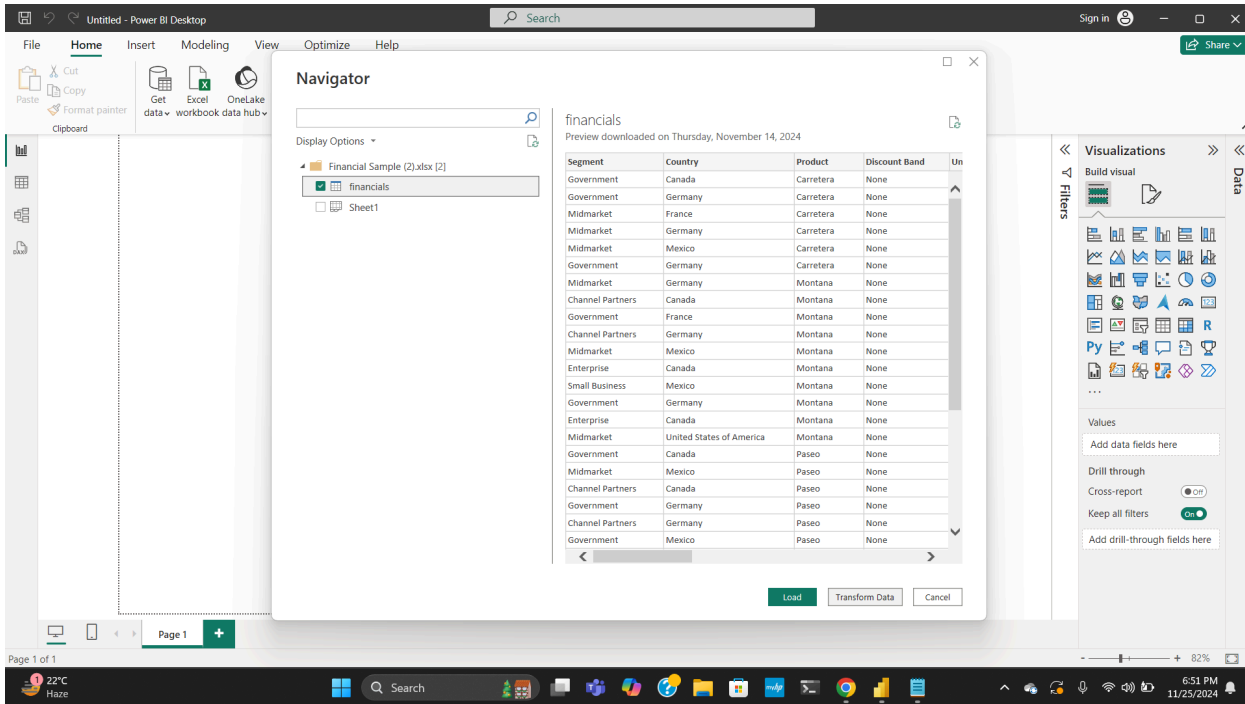 Untitled - Power BI Desktop
Search
Sign in
File Home Insert Modeling View Optimize Help
Share
Paste
Cut
Copy
Format painter
Clipboard
Get data
Excel workbook
OneLake data hub
Navigator
Display Options
Financial Sample (2).xlsx [2]
financials
Sheet1
financials
Preview downloaded on Thursday, November 14, 2024
Segment Country Product Discount Band Un
Government Canada Carretera None
Government Germany Carretera None
Midmarket France Carretera None
Midmarket Germany Carretera None
Midmarket Mexico Carretera None
Government Germany Carretera None
Midmarket Germany Montana None
Channel Partners Canada Montana None
Government France Montana None
Channel Partners Germany Montana None
Midmarket Mexico Montana None
Enterprise Canada Montana None
Small Business Mexico Montana None
Government Germany Montana None
Enterprise Canada Montana None
Midmarket United States of America Montana None
Government Canada Paseo None
Midmarket Mexico Paseo None
Channel Partners Canada Paseo None
Government Germany Paseo None
Channel Partners Germany Paseo None
Government Mexico Paseo None
Load
Transform Data
Cancel
Filters
Visualizations
Build visual
123
R
Py
...
Values
Add data fields here
Drill through
Cross-report
Off
Keep all filters
On
Add drill-through fields here
Data
DAX
Page 1
+
Page 1 of 1
- + 82%
1
22°C
Haze
Search
6:51 PM
11/25/2024